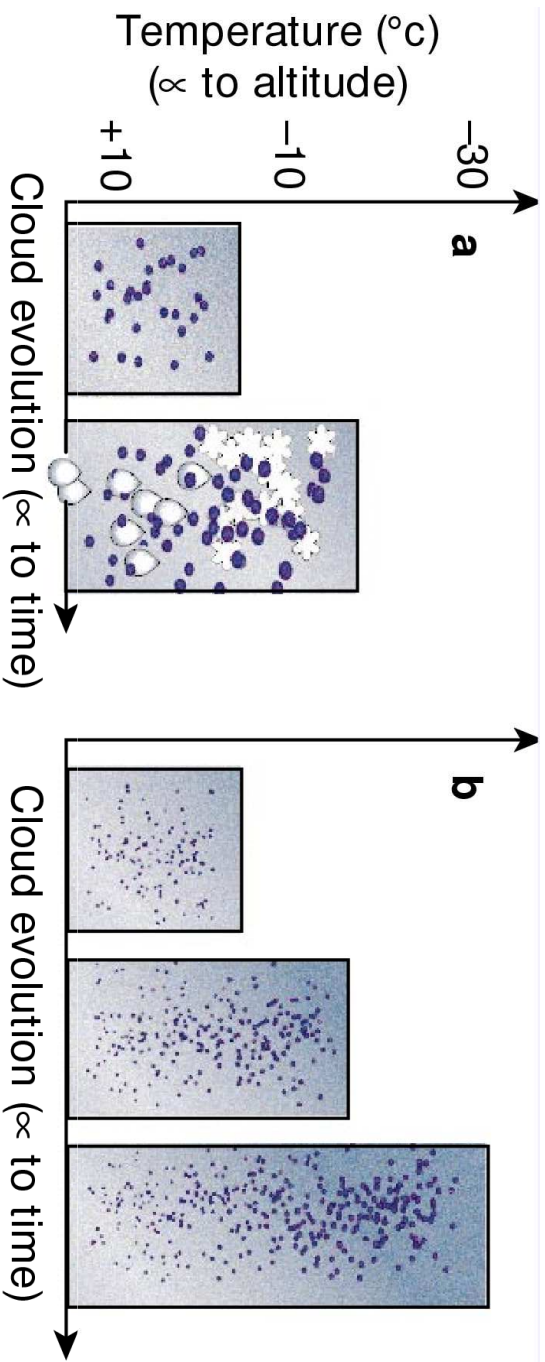 Temperature (°c)
(∝ to altitude)
−30
−10
+10
a
Cloud evolution (∝ to time)
b
Cloud evolution (∝ to time)